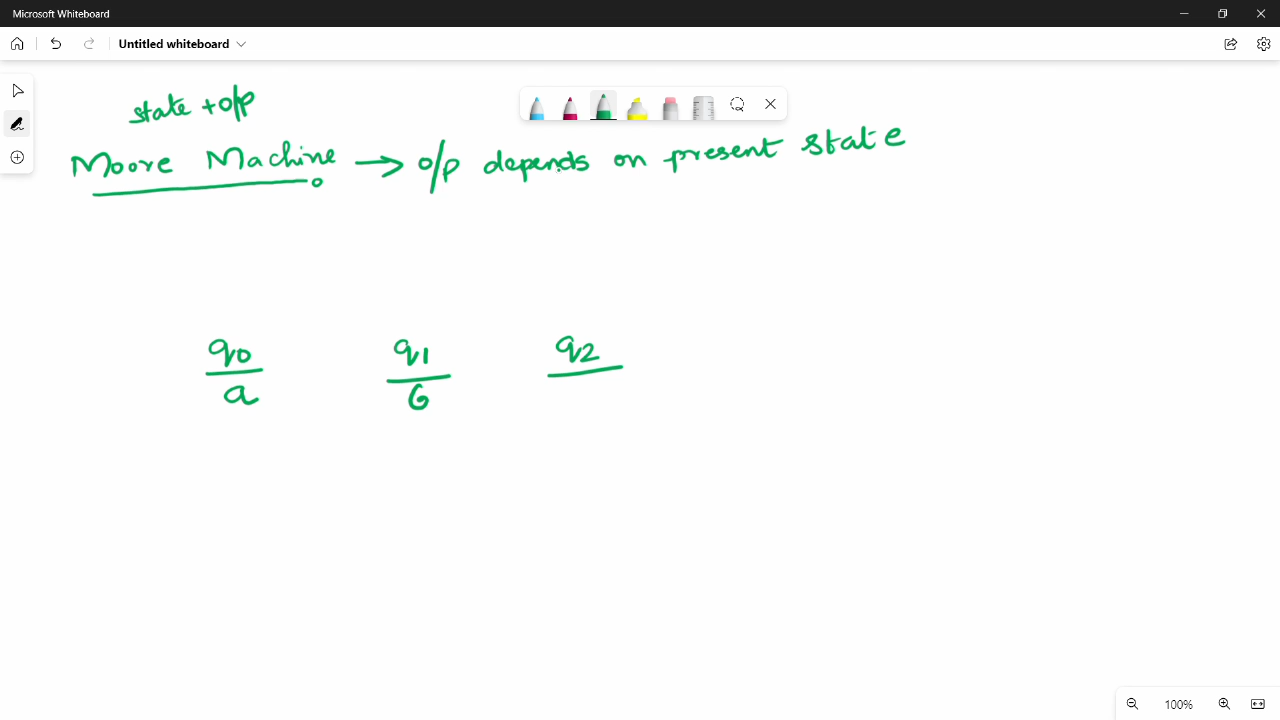 Microsoft Whiteboard
Untitled whiteboard
state + o/p
Moore Machine → o/p depends on present state
q0 q1 q2
a b
100%